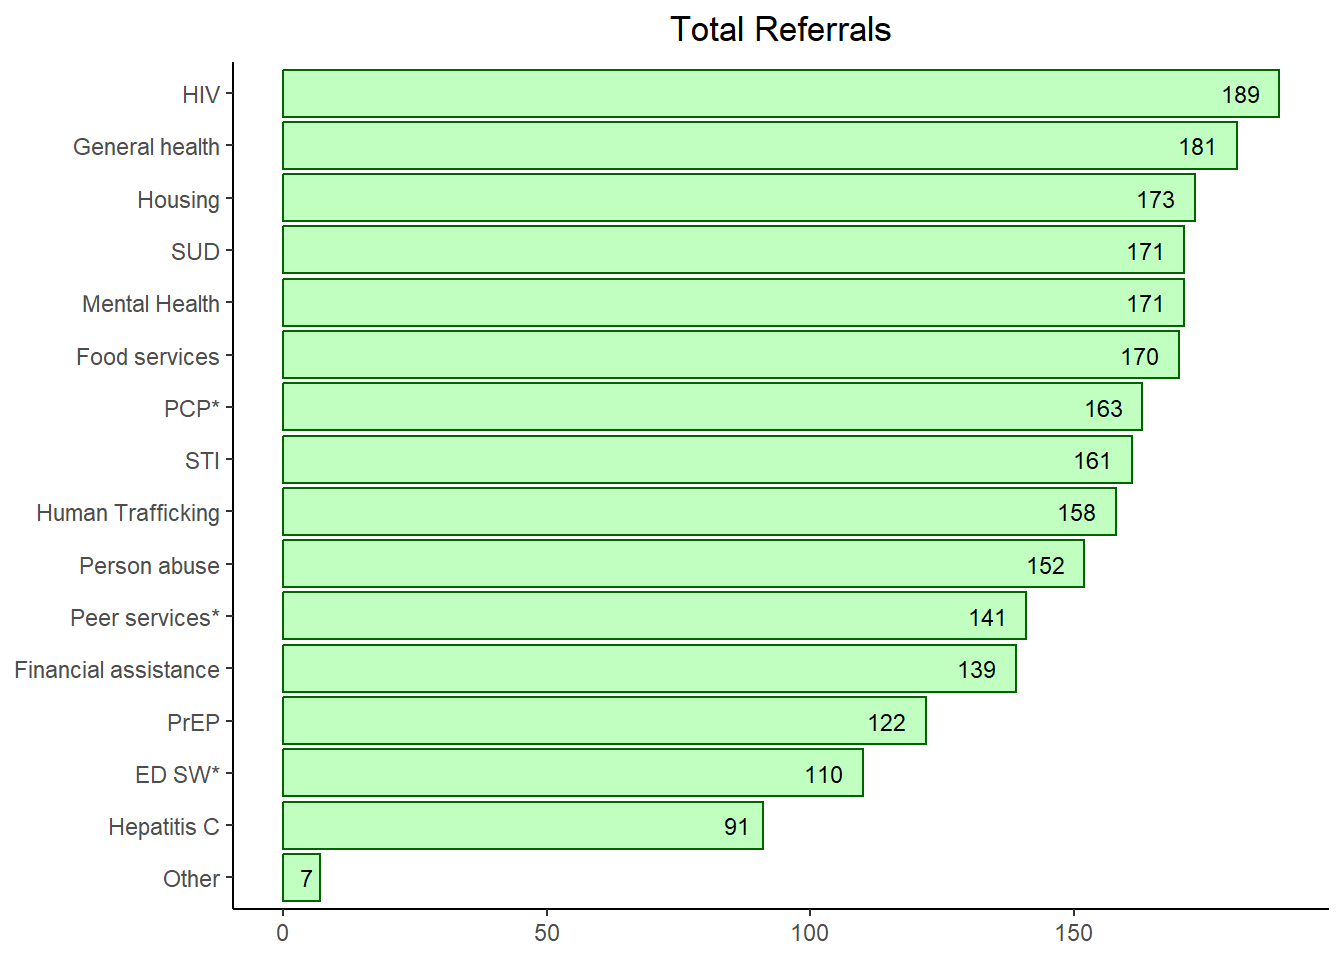 Total Referrals
HIV 189
General health 181
Housing 173
SUD 171
Mental Health 171
Food services 170
PCP* 163
STI 161
Human Trafficking 158
Person abuse 152
Peer services* 141
Financial assistance 139
PrEP 122
ED SW* 110
Hepatitis C 91
Other 7
0 50 100 150